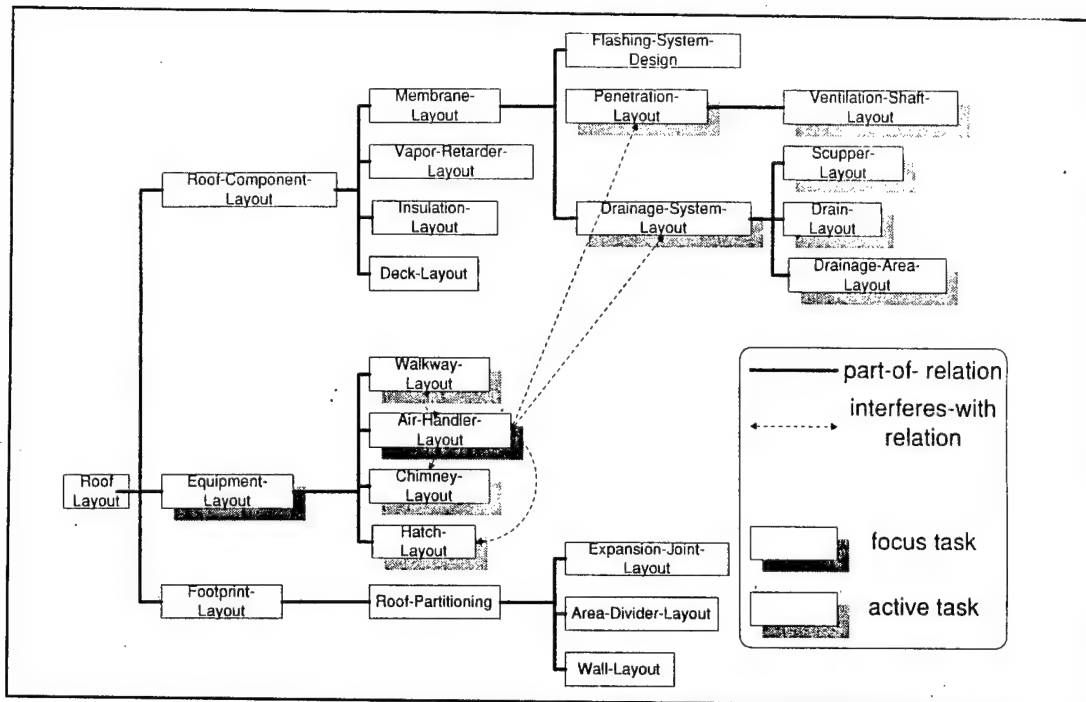 Flashing-System-
Design
Membrane-
Layout
Penetration-
Layout
Ventilation-Shaft-
Layout
Vapor-Retarder-
Layout
Scupper-
Layout
Roof-Component-
Layout
Insulation-
Layout
Drainage-System-
Layout
Drain-
Layout
Deck-Layout
Drainage-Area-
Layout
Walkway-
Layout
Air-Handler-
Layout
Roof
Layout
Equipment-
Layout
Chimney-
Layout
Hatch-
Layout
Footprint-
Layout
Roof-Partitioning
Expansion-Joint-
Layout
Area-Divider-Layout
Wall-Layout
part-of- relation
interferes-with
relation
focus task
active task